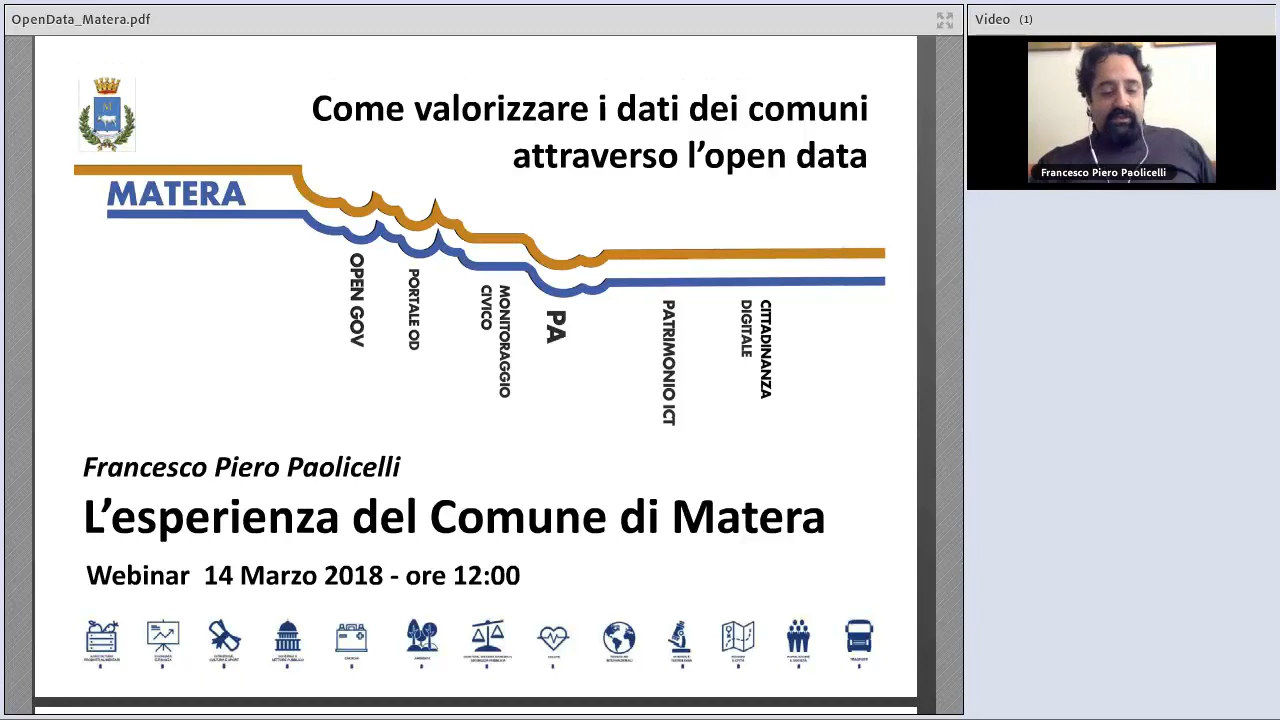 OpenData_Matera.pdf
Video (1)
Come valorizzare i dati dei comuni
attraverso l’open data
MATERA
OPEN GOV
PORTALE OD
MONITORAGGIO
CIVICO
PA
PATRIMONIO ICT
CITTADINANZA
DIGITALE
Francesco Piero Paolicelli
Francesco Piero Paolicelli
L’esperienza del Comune di Matera
Webinar 14 Marzo 2018 - ore 12:00